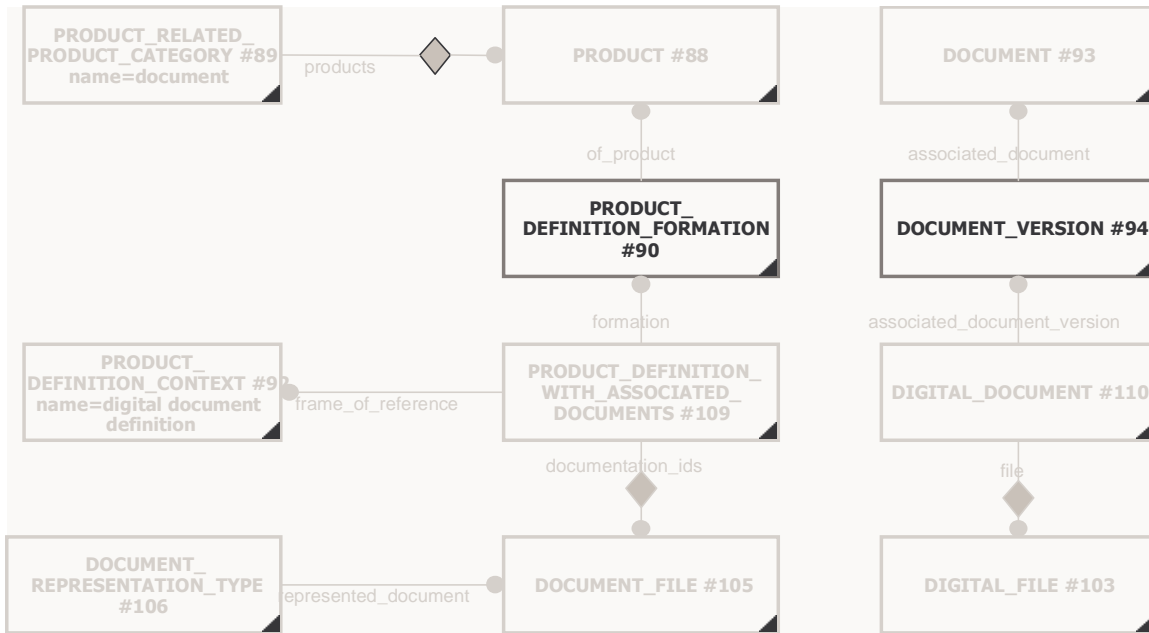 PRODUCT_RELATED_
PRODUCT_CATEGORY #89
name=document
products
PRODUCT #88
DOCUMENT #93
of_product
associated_document
PRODUCT_
DEFINITION_FORMATION
#90
DOCUMENT_VERSION #94
formation
associated_document_version
PRODUCT_
DEFINITION_CONTEXT #92
name=digital document
definition
frame_of_reference
PRODUCT_DEFINITION_
WITH_ASSOCIATED_
DOCUMENTS #109
DIGITAL_DOCUMENT #110
documentation_ids
file
DOCUMENT_
REPRESENTATION_TYPE
#106
represented_document
DOCUMENT_FILE #105
DIGITAL_FILE #103